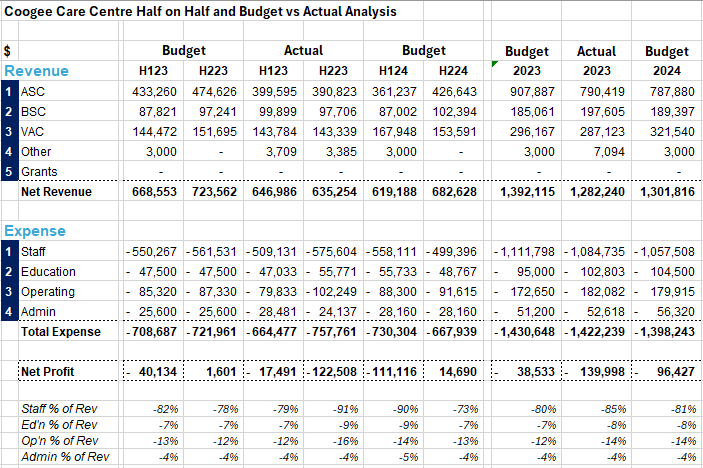 Coogee Care Centre Half on Half and Budget vs Actual Analysis
$ Budget Actual Budget Budget Actual Budget
Revenue H123 H223 H123 H223 H124 H224 2023 2023 2024
1 ASC 433,260 474,626 399,595 390,823 361,237 426,643 907,887 790,419 787,880
2 BSC 87,821 97,241 99,899 97,706 87,002 102,394 185,061 197,605 189,397
3 VAC 144,472 151,695 143,784 143,339 167,948 153,591 296,167 287,123 321,540
4 Other 3,000 - 3,709 3,385 3,000 - 3,000 7,094 3,000
5 Grants - - - - - - - - -
Net Revenue 668,553 723,562 646,986 635,254 619,188 682,628 1,392,115 1,282,240 1,301,816
Expense
1 Staff -550,267 -561,531 -509,131 -575,604 -558,111 -499,396 -1,111,798 -1,084,735 -1,057,508
2 Education - 47,500 - 47,500 - 47,033 - 55,771 - 55,733 - 48,767 - 95,000 - 102,803 - 104,500
3 Operating - 85,320 - 87,330 - 79,833 -102,249 - 88,300 - 91,615 - 172,650 - 182,082 - 179,915
4 Admin - 25,600 - 25,600 - 28,481 - 24,137 - 28,160 - 28,160 - 51,200 - 52,618 - 56,320
Total Expense -708,687 -721,961 -664,477 -757,761 -730,304 -667,939 -1,430,648 -1,422,239 -1,398,243
Net Profit - 40,134 1,601 - 17,491 -122,508 -111,116 14,690 - 38,533 - 139,998 - 96,427
Staff % of Rev -82% -78% -79% -91% -90% -73% -80% -85% -81%
Ed'n % of Rev -7% -7% -7% -9% -9% -7% -7% -8% -8%
Op'n % of Rev -13% -12% -12% -16% -14% -13% -12% -14% -14%
Admin % of Rev -4% -4% -4% -4% -5% -4% -4% -4% -4%